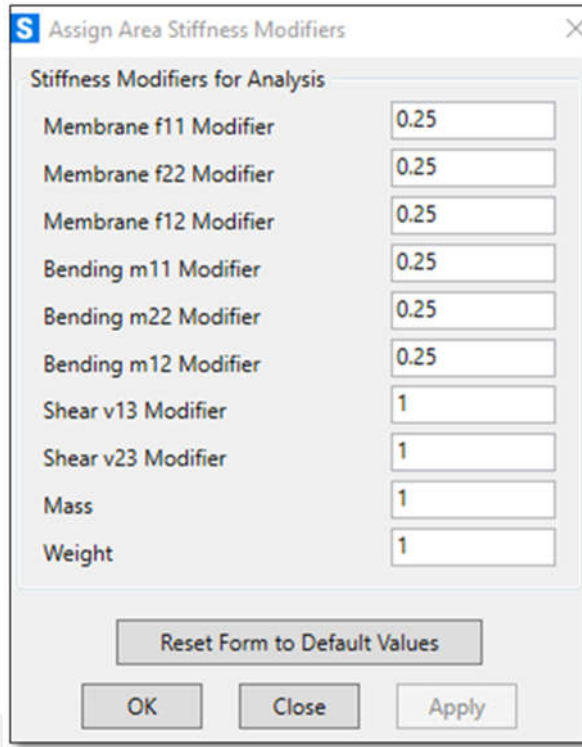 S Assign Area Stiffness Modifiers
Stiffness Modifiers for Analysis
Membrane f11 Modifier 0.25
Membrane f22 Modifier 0.25
Membrane f12 Modifier 0.25
Bending m11 Modifier 0.25
Bending m22 Modifier 0.25
Bending m12 Modifier 0.25
Shear v13 Modifier 1
Shear v23 Modifier 1
Mass 1
Weight 1
Reset Form to Default Values
OK Close Apply